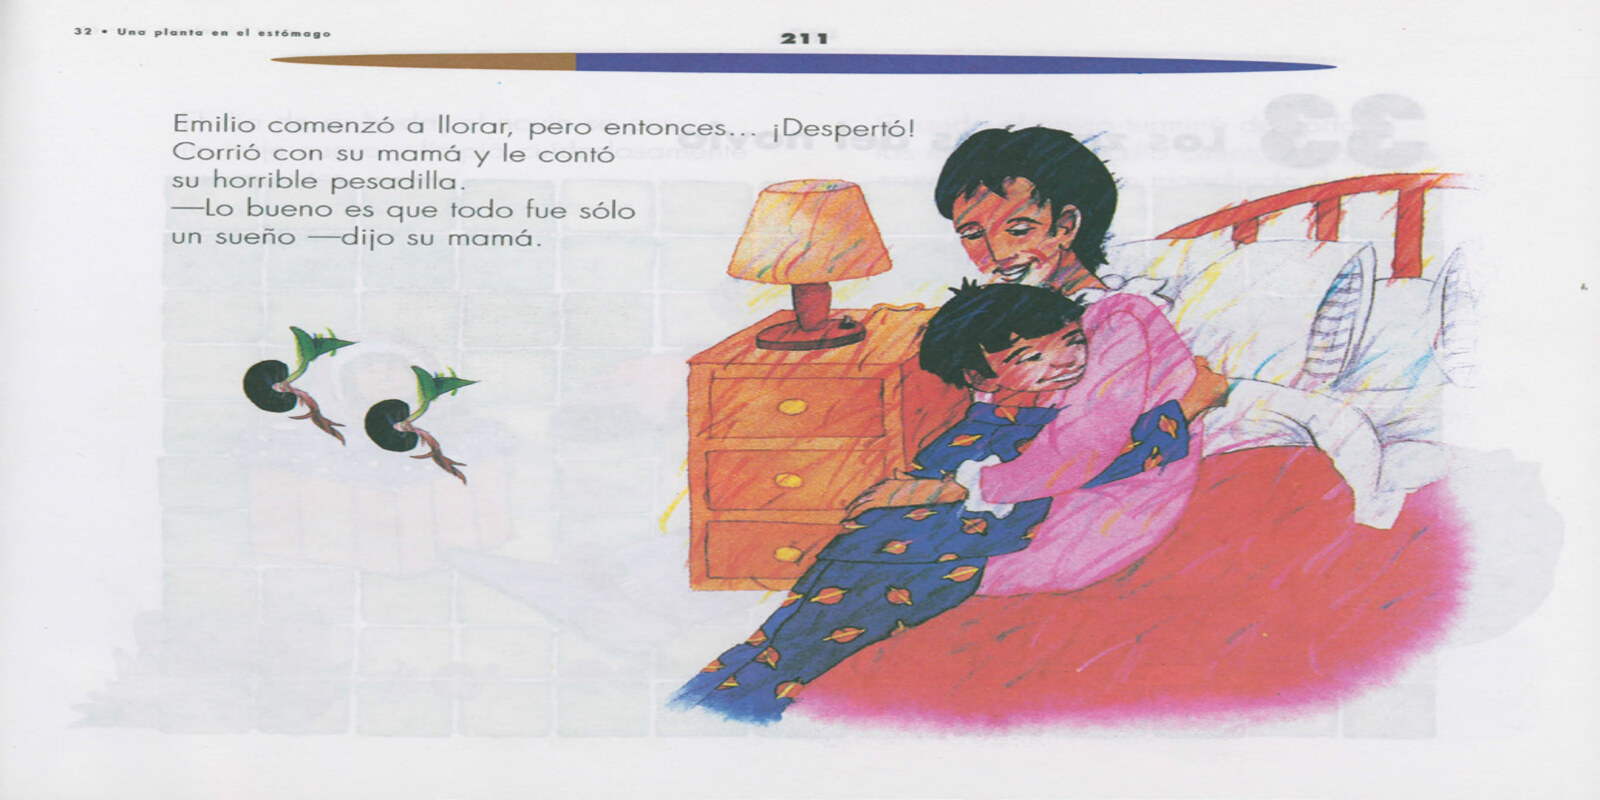 32 • Una planta en el estómago
211
Emilio comenzó a llorar, pero entonces... ¡Despertó!
Corrió con su mamá y le contó
su horrible pesadilla.
—Lo bueno es que todo fue sólo
un sueño —dijo su mamá.